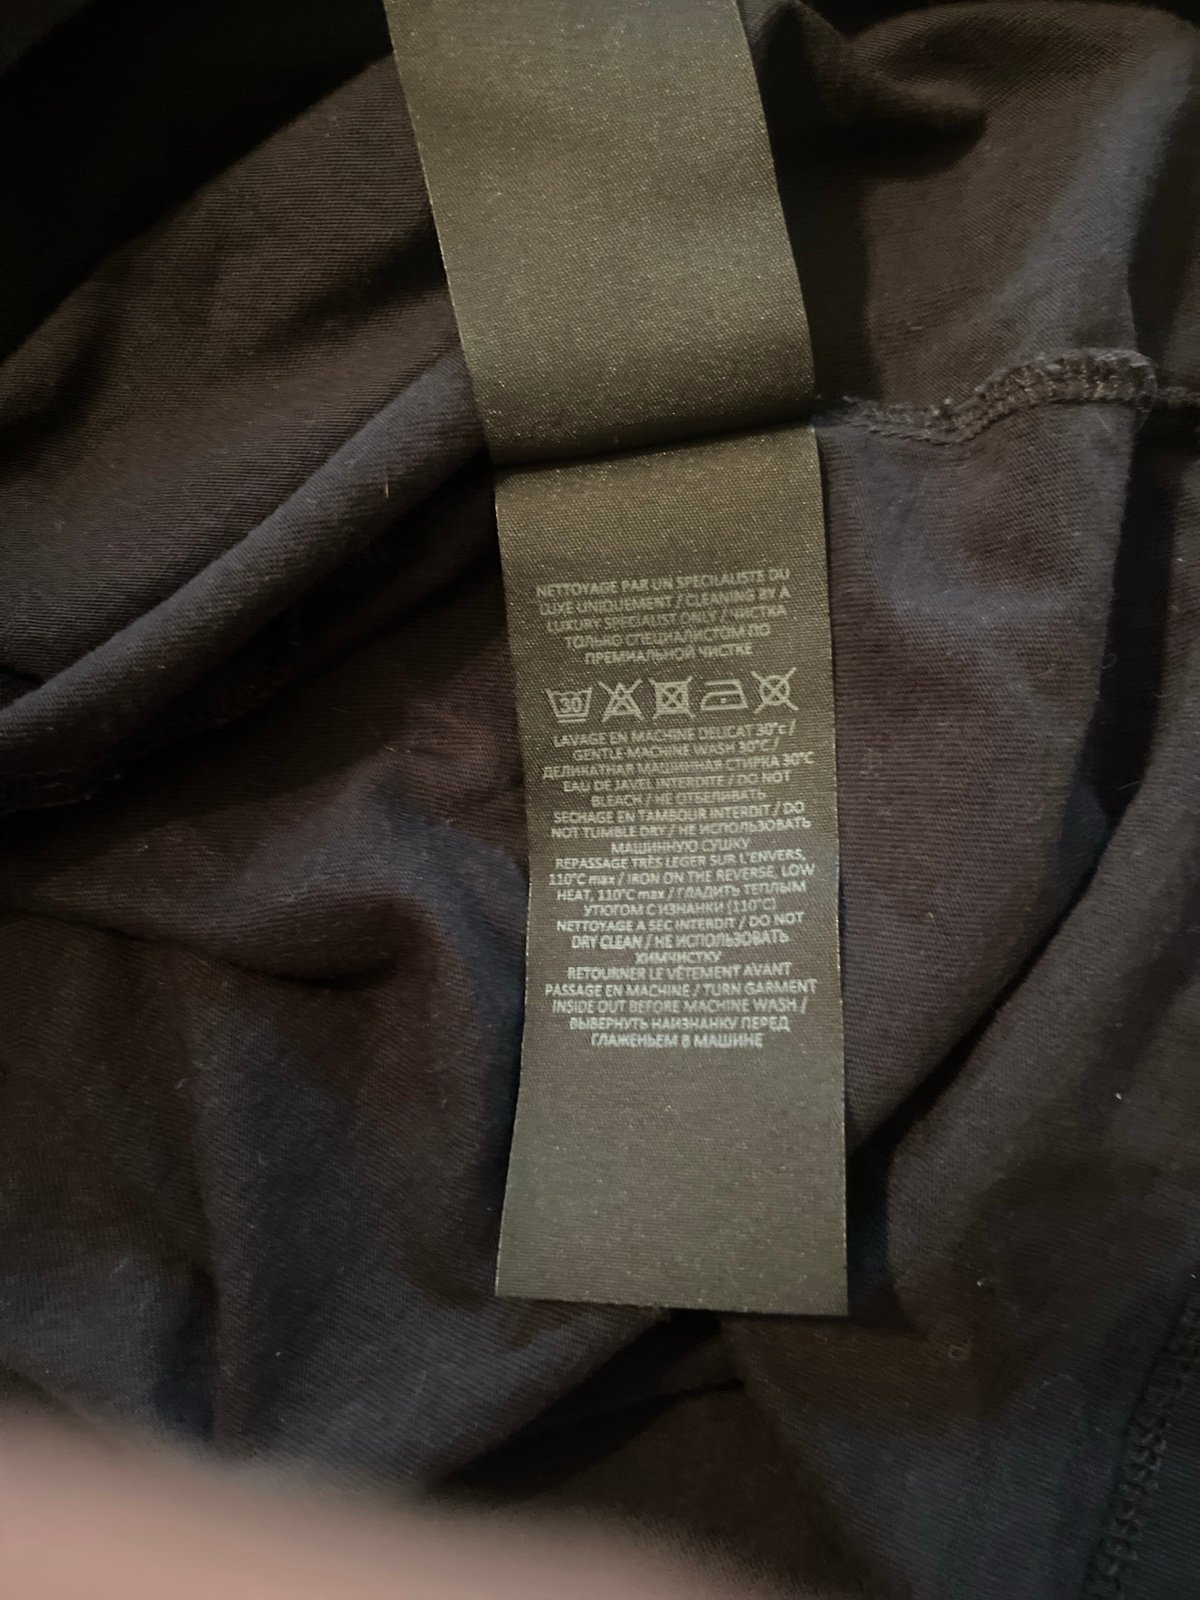 NETTOYAGE PAR UN SPECIALISTE DU
LUXE UNIQUEMENT / CLEANING BY A
LUXURY SPECIALIST ONLY / ЧИСТКА
ТОЛЬКО СПЕЦИАЛИСТОМ ПО
ПРЕМИАЛЬНОЙ ЧИСТКЕ
30
LAVAGE EN MACHINE DELICAT 30°C /
GENTLE MACHINE WASH 30°C /
ДЕЛИКАТНАЯ МАШИННАЯ СТИРКА 30°C
EAU DE JAVEL INTERDITE / DO NOT
BLEACH / НЕ ОТБЕЛИВАТЬ
SECHAGE EN TAMBOUR INTERDIT / DO
NOT TUMBLE DRY / НЕ ИСПОЛЬЗОВАТЬ
МАШИННУЮ СУШКУ
REPASSAGE TRÈS LEGER SUR L'ENVERS,
110°C max / IRON ON THE REVERSE, LOW
HEAT, 110°C max / ГЛАДИТЬ ТЕПЛЫМ
УТЮГОМ С ИЗНАНКИ (110°C)
NETTOYAGE A SEC INTERDIT / DO NOT
DRY CLEAN / НЕ ИСПОЛЬЗОВАТЬ
ХИМЧИСТКУ
RETOURNER LE VÊTEMENT AVANT
PASSAGE EN MACHINE / TURN GARMENT
INSIDE OUT BEFORE MACHINE WASH /
ВЫВЕРНУТЬ НАИЗНАНКУ ПЕРЕД
ГЛАЖЕНЬЕМ В МАШИНЕ